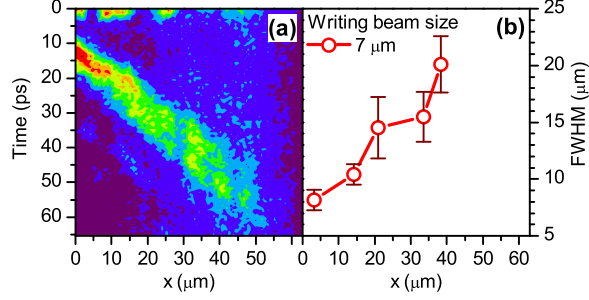 (a)
Time (ps)
0
10
20
30
40
50
60
0 10 20 30 40 50
x (μm)
Writing beam size
7 μm
(b)
25
20
15
10
5
FWHM (μm)
0 10 20 30 40 50 60
x (μm)